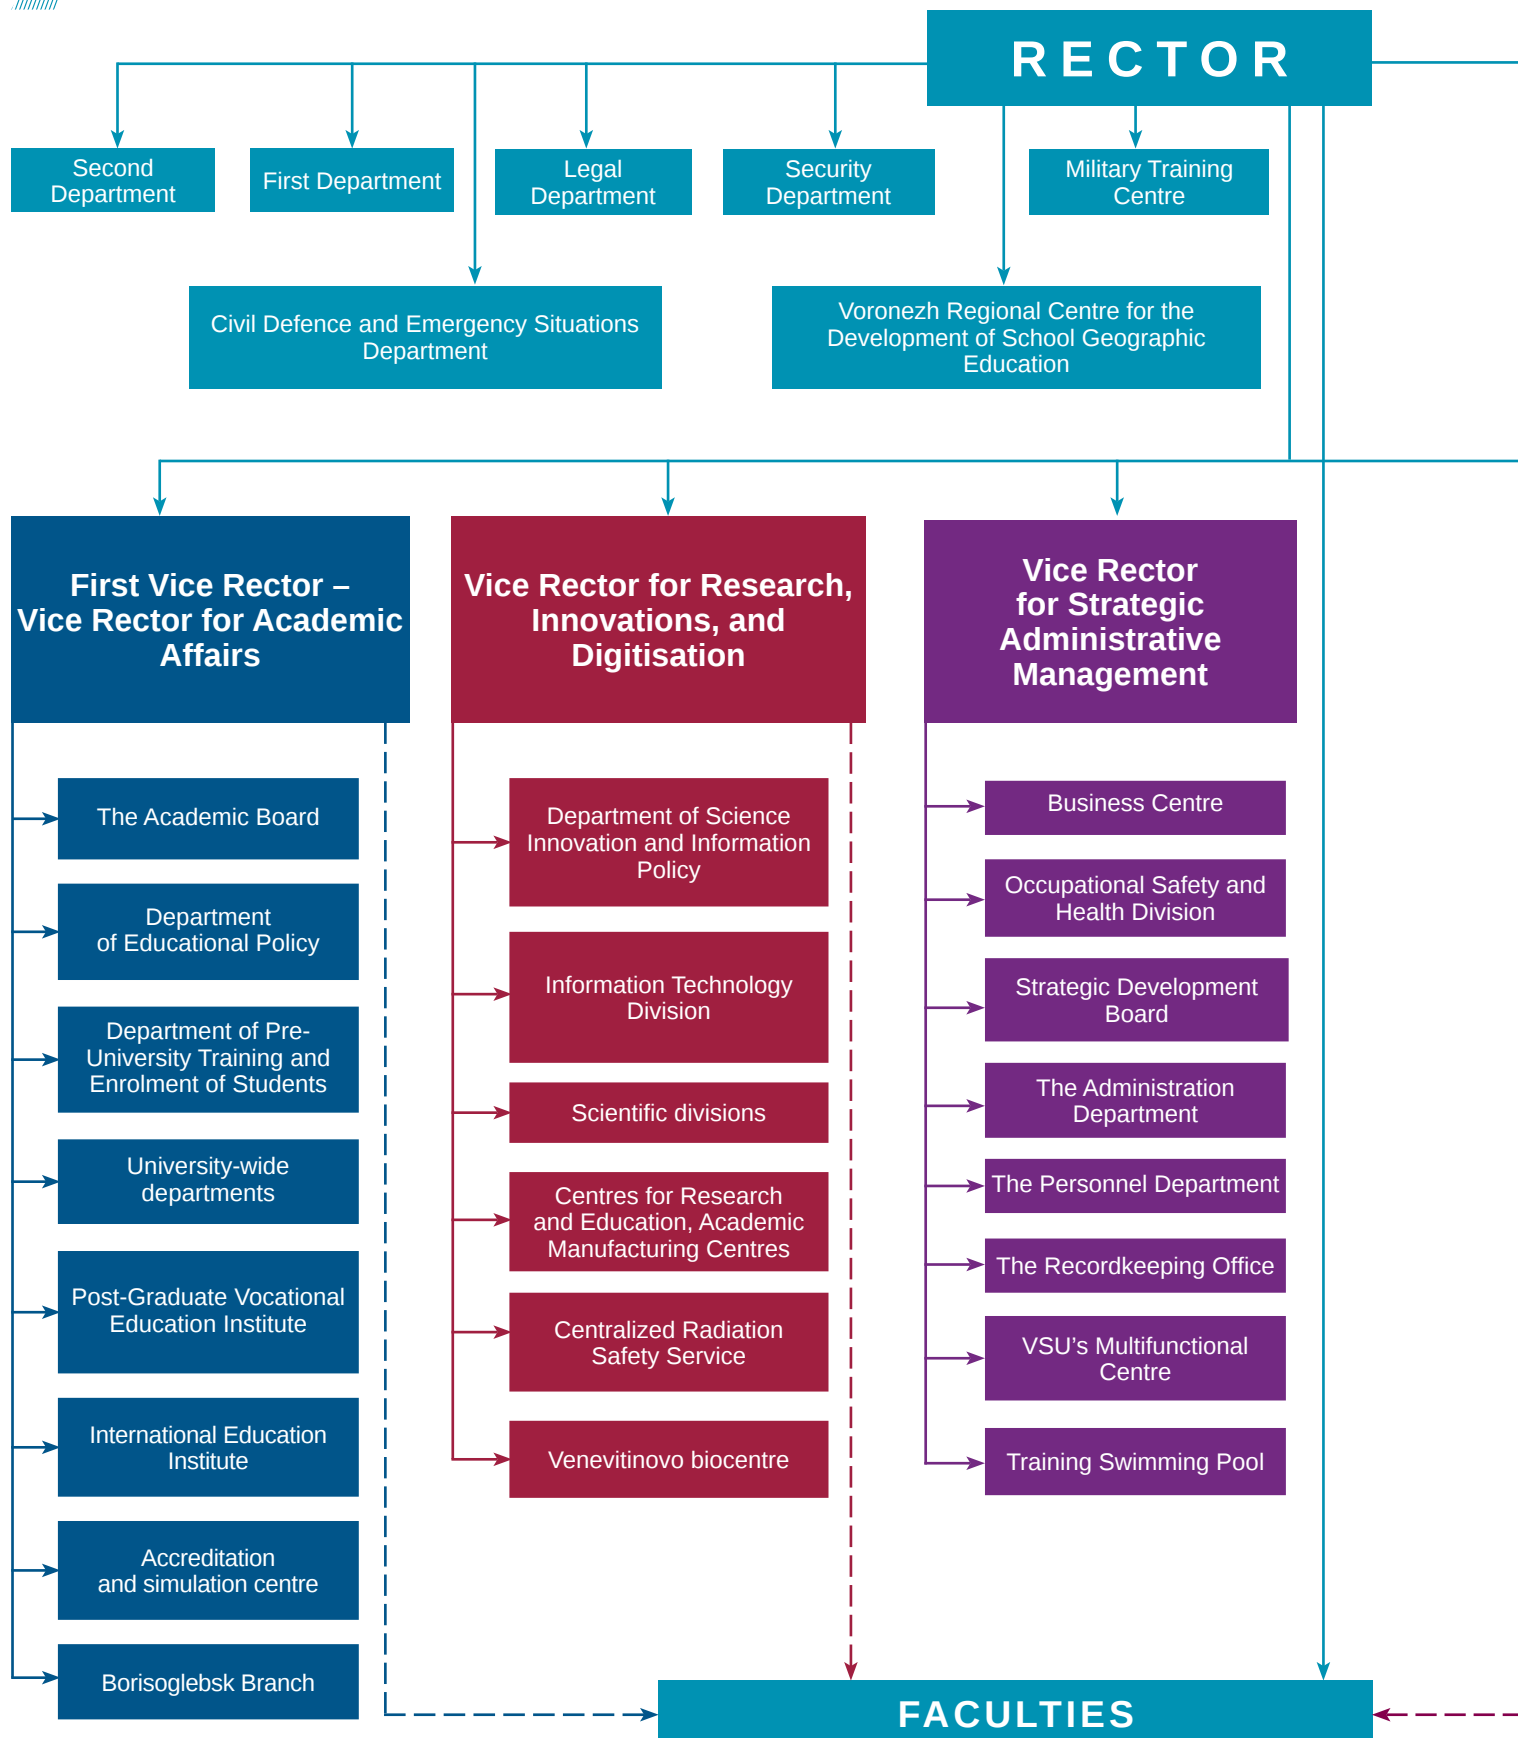 RECTOR
Second
Department
First Department
Legal
Department
Security
Department
Military Training
Centre
Civil Defence and Emergency Situations
Department
Voronezh Regional Centre for the
Development of School Geographic
Education
First Vice Rector –
Vice Rector for Academic
Affairs
The Academic Board
Department
of Educational Policy
Department of Pre-
University Training and
Enrolment of Students
University-wide
departments
Post-Graduate Vocational
Education Institute
International Education
Institute
Accreditation
and simulation centre
Borisoglebsk Branch
Vice Rector for Research,
Innovations, and
Digitisation
Department of Science
Innovation and Information
Policy
Information Technology
Division
Scientific divisions
Centres for Research
and Education, Academic
Manufacturing Centres
Centralized Radiation
Safety Service
Venevitinovo biocentre
Vice Rector
for Strategic
Administrative
Management
Business Centre
Occupational Safety and
Health Division
Strategic Development
Board
The Administration
Department
The Personnel Department
The Recordkeeping Office
VSU’s Multifunctional
Centre
Training Swimming Pool
FACULTIES